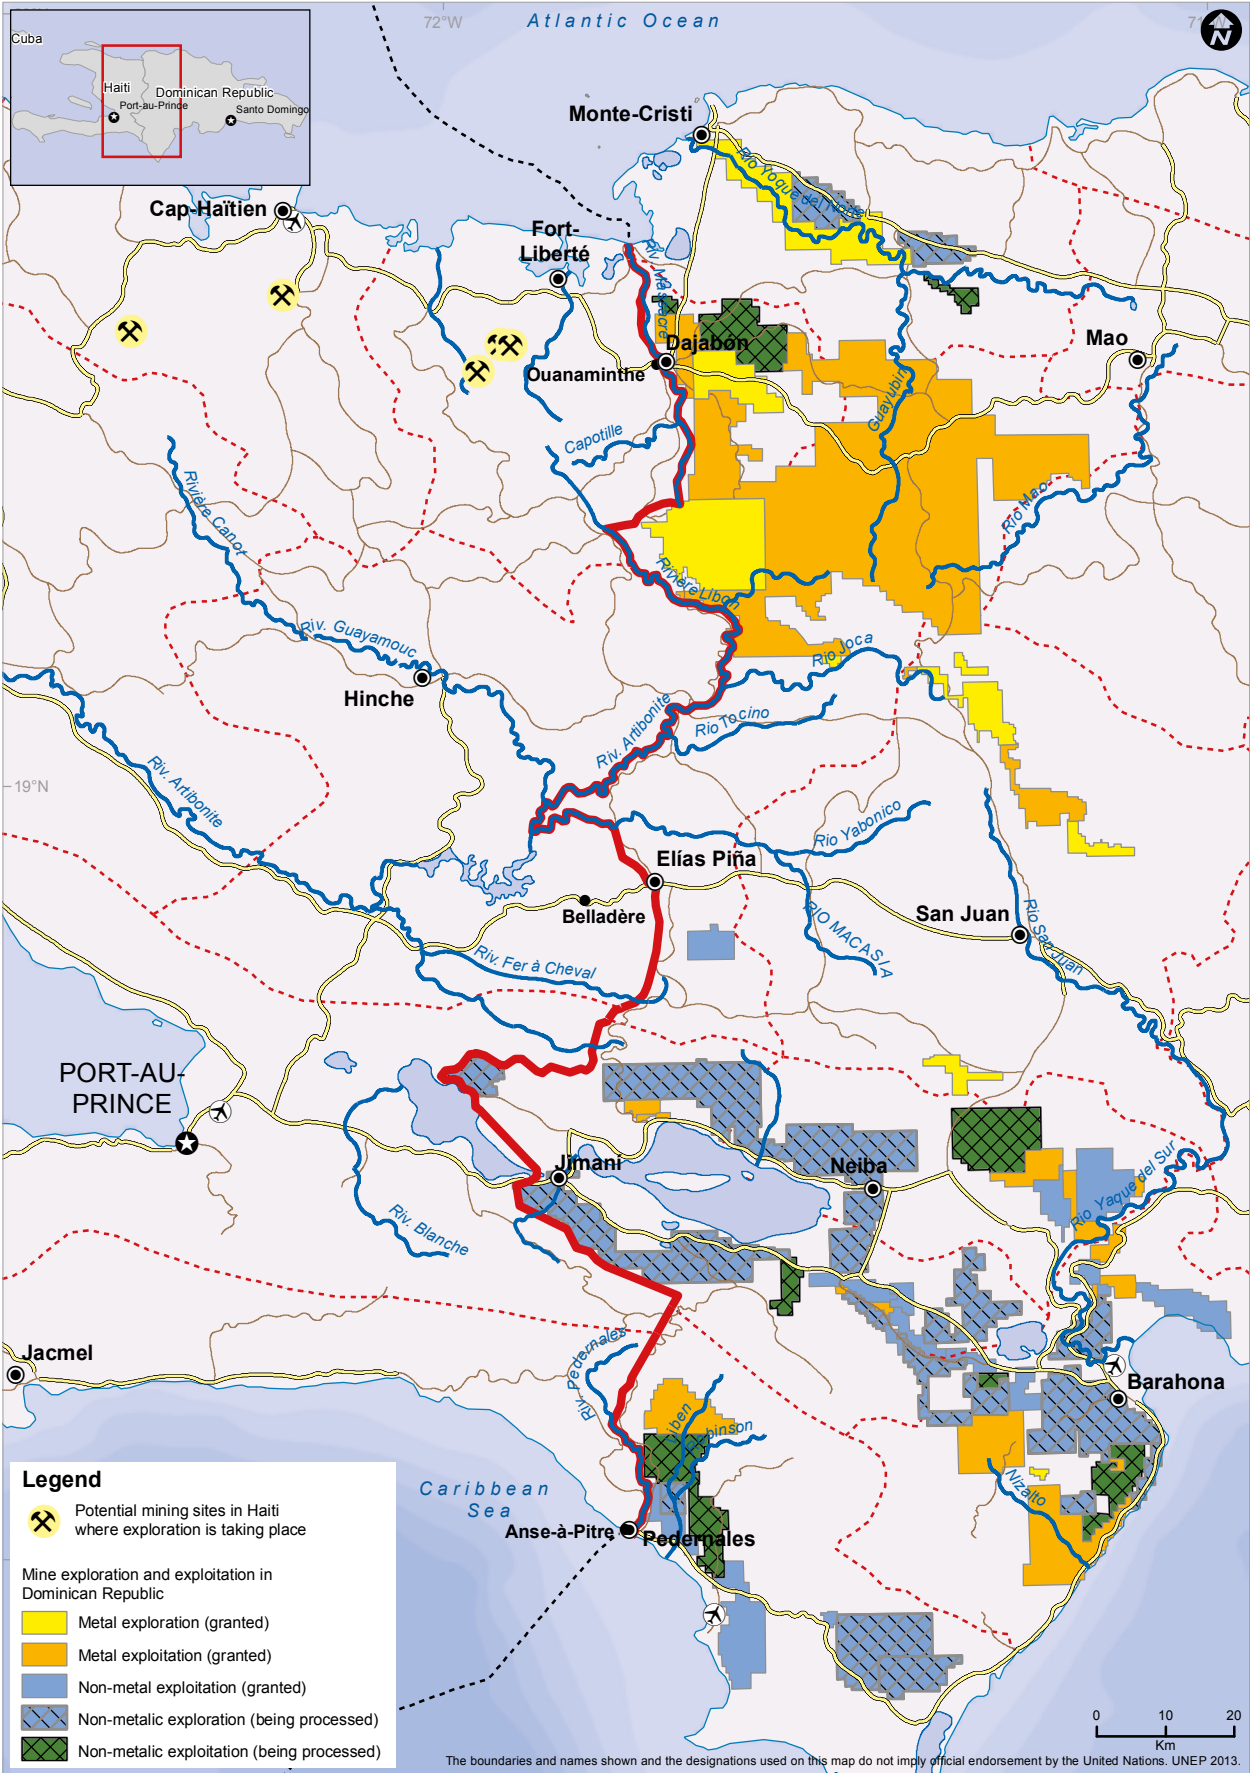 72°W
Atlantic Ocean
N
Cuba
Haiti
Dominican Republic
Port-au-Prince
Santo Domingo
Monte-Cristi
Rio Yoque del Norte
Cap-Haïtien
Fort-
Liberté
Riv. Massacre
Dajabón
Mao
Ouanaminthe
Guayubin
Capotille
Rivière Canot
Rio Mao
Rivière Libon
Riv. Guayamouc
Rio Joca
Hinche
Rio Tocino
Riv. Artibonite
19°N
Riv. Artibonite
Rio Yabonico
Elías Piña
Belladère
San Juan
RIO MACASIA
Rio San Juan
Riv. Fer à Cheval
PORT-AU-
PRINCE
Jimaní
Neiba
Rio Yaque del Sur
Riv. Blanche
Jacmel
Riv. Pedernales
Barahona
Nizaito
Caribbean
Sea
Anse-à-Pitre
Pedernales
Legend
Potential mining sites in Haiti
where exploration is taking place
Mine exploration and exploitation in
Dominican Republic
Metal exploration (granted)
Metal exploitation (granted)
Non-metal exploitation (granted)
Non-metalic exploration (being processed)
Non-metalic exploitation (being processed)
0 10 20
Km
The boundaries and names shown and the designations used on this map do not imply official endorsement by the United Nations. UNEP 2013.